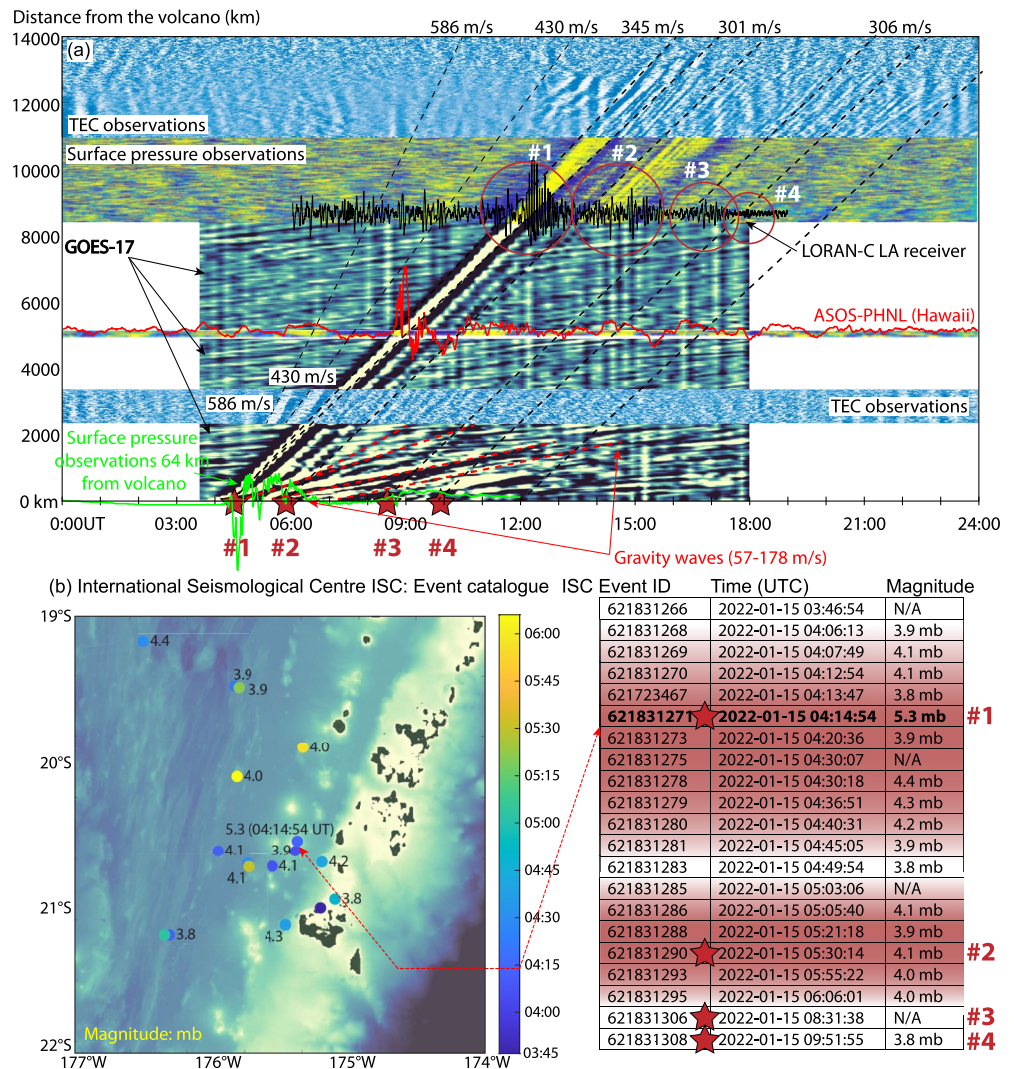 Distance from the volcano (km)
586 m/s 430 m/s 345 m/s 301 m/s 306 m/s
14000
(a)
12000
TEC observations
10000
Surface pressure observations
#1 #2 #3 #4
8000
GOES-17
LORAN-C LA receiver
6000
ASOS-PHNL (Hawaii)
4000
430 m/s
586 m/s
TEC observations
2000
Surface pressure
observations 64 km
from volcano
0 km
0:00UT 03:00 06:00 09:00 12:00 15:00 18:00 21:00 24:00
#1 #2 #3 #4
Gravity waves (57-178 m/s)
(b) International Seismological Centre ISC: Event catalogue
19°S
20°S
21°S
22°S
177°W 176°W 175°W 174°W
4.4
3.9
3.9
4.0
4.0
5.3 (04:14:54 UT)
4.1 3.9 4.2
4.1 4.1
3.8
3.8 4.3
Magnitude: mb
06:00
05:45
05:30
05:15
05:00
04:45
04:30
04:15
04:00
03:45
ISC Event ID Time (UTC) Magnitude
621831266 2022-01-15 03:46:54 N/A
621831268 2022-01-15 04:06:13 3.9 mb
621831269 2022-01-15 04:07:49 4.1 mb
621831270 2022-01-15 04:12:54 4.1 mb
621723467 2022-01-15 04:13:47 3.8 mb
621831271 2022-01-15 04:14:54 5.3 mb #1
621831273 2022-01-15 04:20:36 3.9 mb
621831275 2022-01-15 04:30:07 N/A
621831278 2022-01-15 04:30:18 4.4 mb
621831279 2022-01-15 04:36:51 4.3 mb
621831280 2022-01-15 04:40:31 4.2 mb
621831281 2022-01-15 04:45:05 3.9 mb
621831283 2022-01-15 04:49:54 3.8 mb
621831285 2022-01-15 05:03:06 N/A
621831286 2022-01-15 05:05:40 4.1 mb
621831288 2022-01-15 05:21:18 3.9 mb
621831290 2022-01-15 05:30:14 4.1 mb #2
621831293 2022-01-15 05:55:22 4.0 mb
621831295 2022-01-15 06:06:01 4.0 mb
621831306 2022-01-15 08:31:38 N/A #3
621831308 2022-01-15 09:51:55 3.8 mb #4